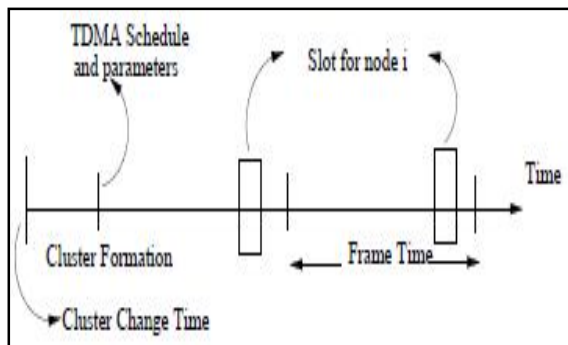 TDMA Schedule
and parameters
Slot for node i
Time
Cluster Formation
Frame Time
Cluster Change Time